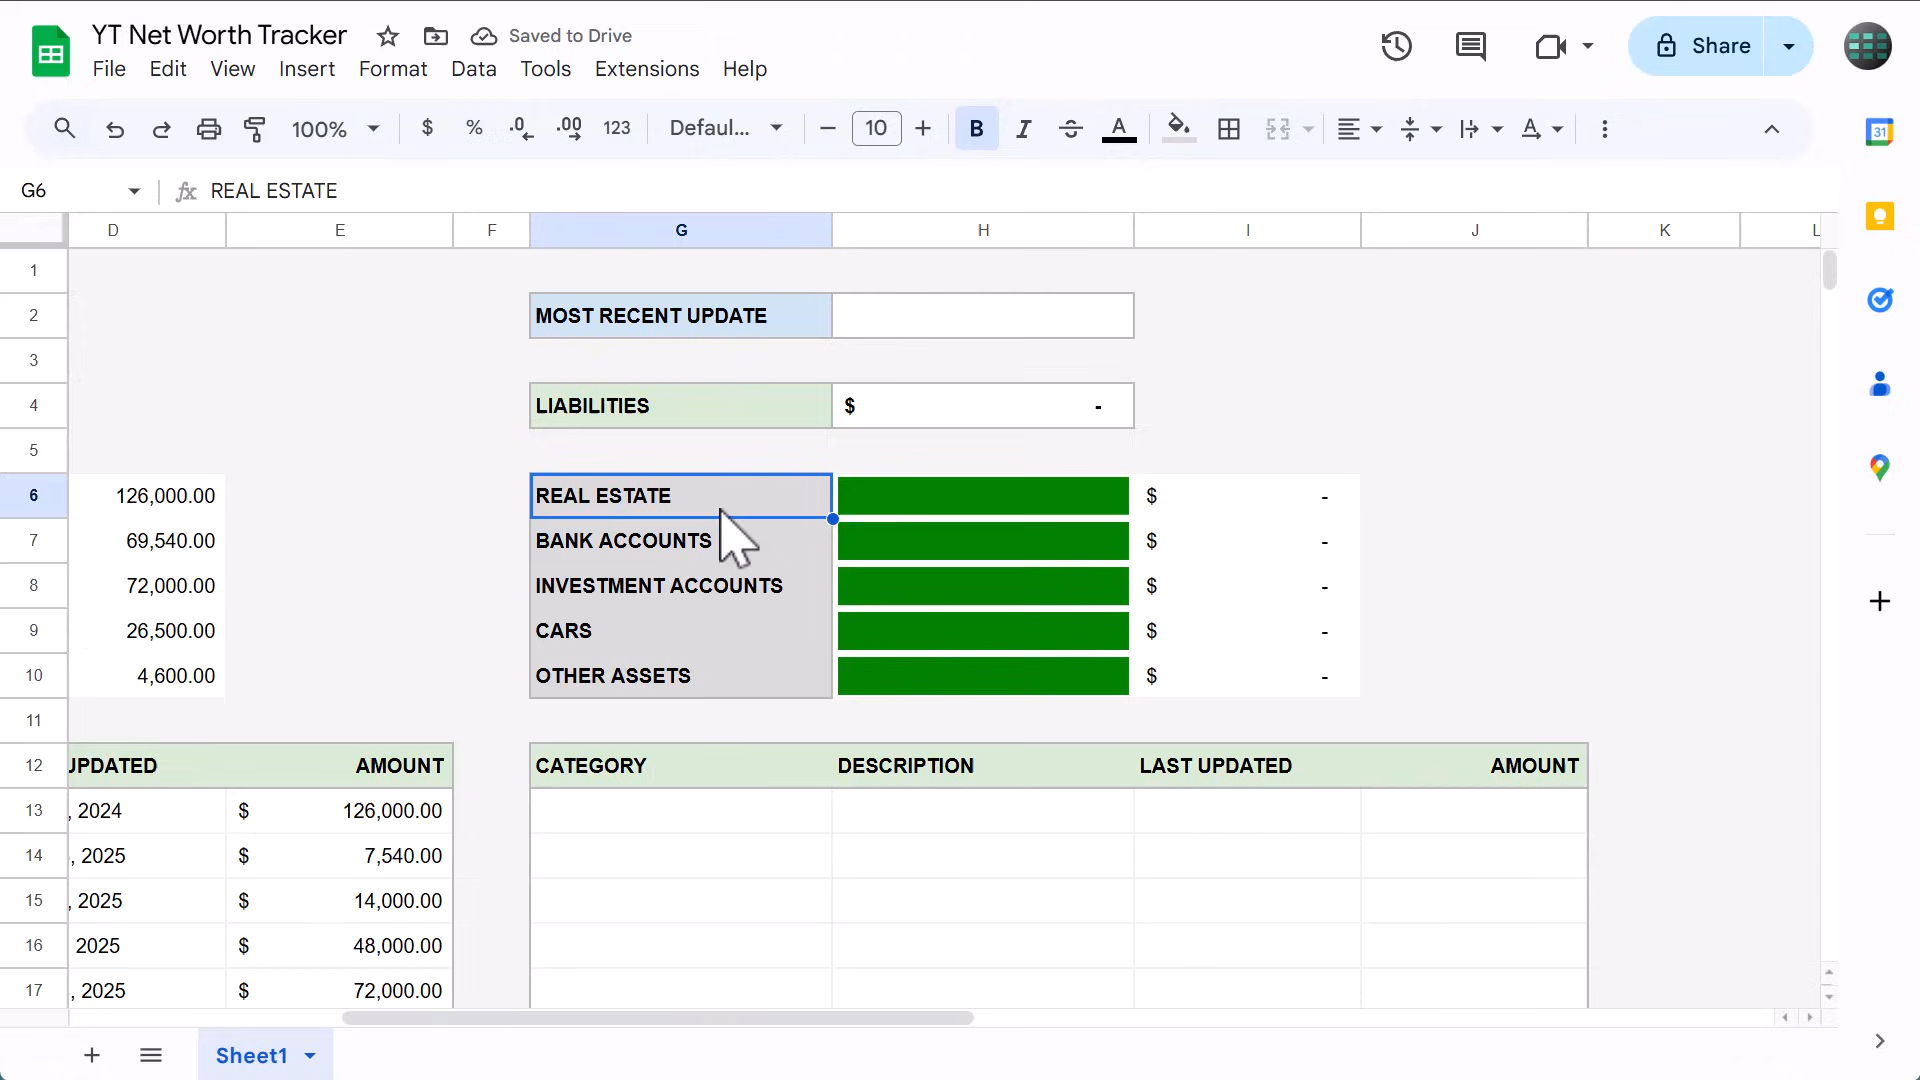 YT Net Worth Tracker Saved to Drive
File Edit View Insert Format Data Tools Extensions Help
Share
100% $ % .0 .00 123 Defaul... 10 B I S A A
31
G6 fx REAL ESTATE
D E F G H I J K L
1
2 MOST RECENT UPDATE
3
4 LIABILITIES $ -
5
6 126,000.00 REAL ESTATE $ -
7 69,540.00 BANK ACCOUNTS $ -
8 72,000.00 INVESTMENT ACCOUNTS $ -
9 26,500.00 CARS $ -
10 4,600.00 OTHER ASSETS $ -
11
12 UPDATED AMOUNT CATEGORY DESCRIPTION LAST UPDATED AMOUNT
13 , 2024 $ 126,000.00
14 , 2025 $ 7,540.00
15 , 2025 $ 14,000.00
16 2025 $ 48,000.00
17 , 2025 $ 72,000.00
Sheet1